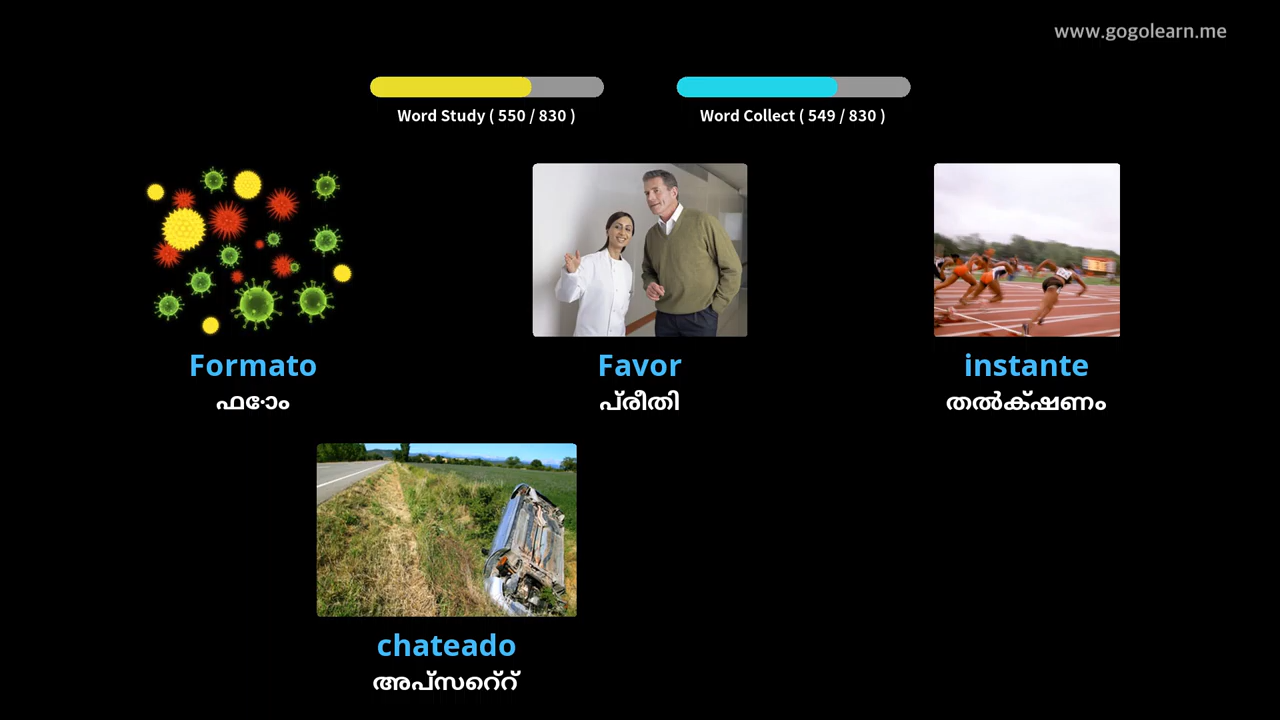 www.gogolearn.me
Word Study ( 550 / 830 )
Word Collect ( 549 / 830 )
Formato
ഫോം
Favor
പ്രീതി
instante
തൽക്ഷണം
chateado
അപ്സറ്റെ്